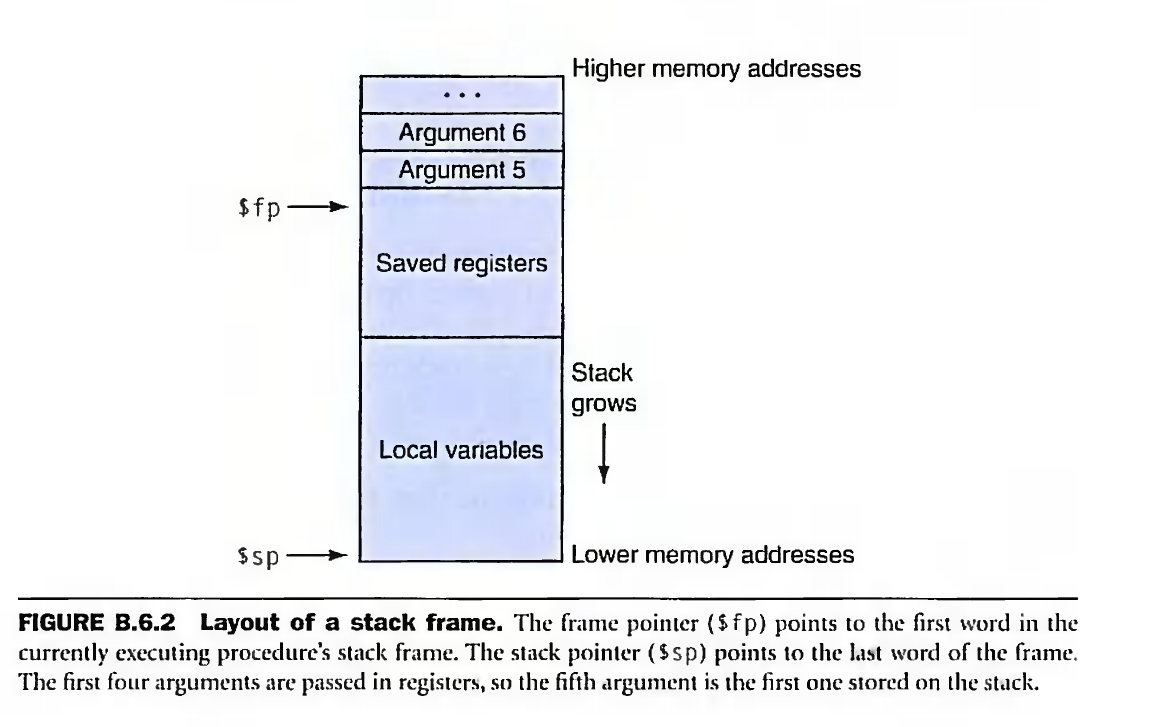 Higher memory addresses
• • •
Argument 6
Argument 5
$fp
Saved registers
Stack
grows
Local variables
$sp
Lower memory addresses
FIGURE B.6.2 Layout of a stack frame. The frame pointer ($fp) points to the first word in the
currently executing procedure's stack frame. The stack pointer ($sp) points to the last word of the frame.
The first four arguments are passed in registers, so the fifth argument is the first one stored on the stack.